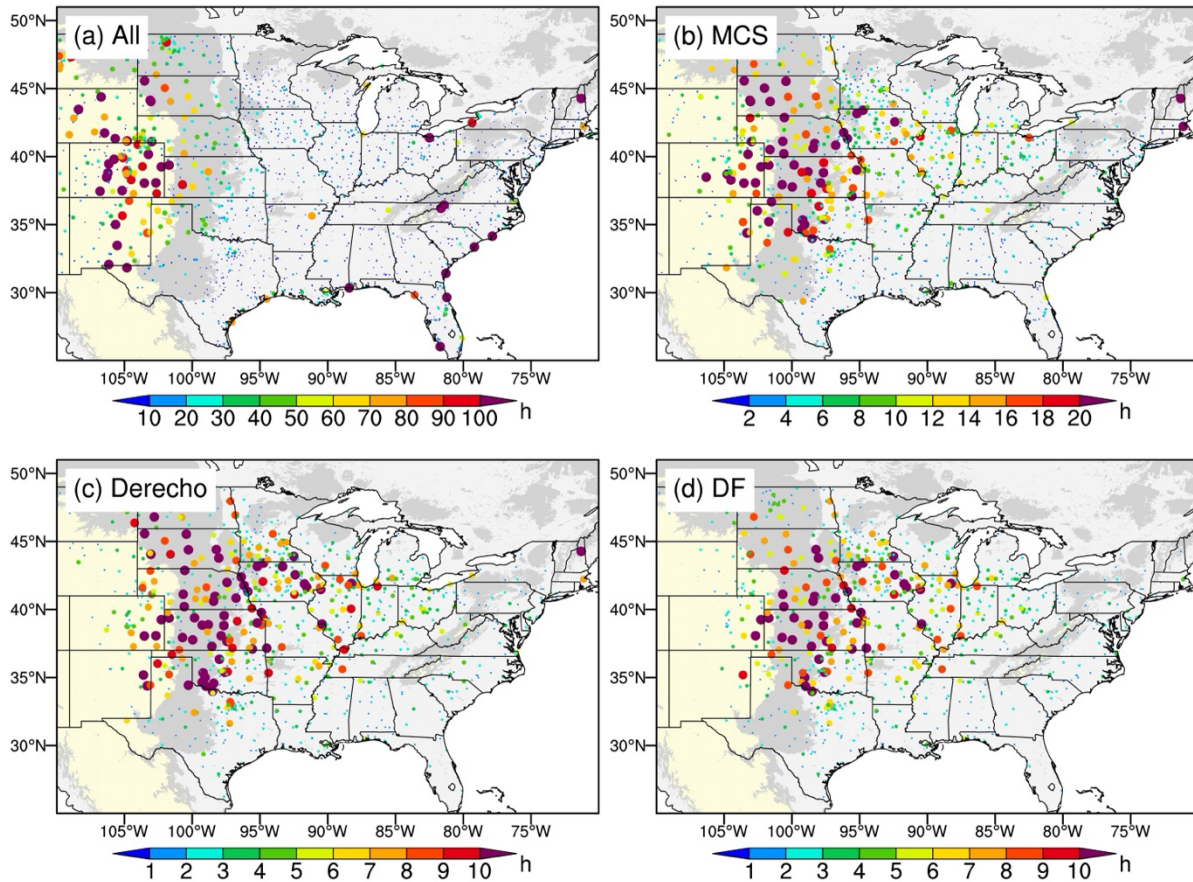 (a) All
(b) MCS
50°N
45°N
40°N
35°N
30°N
50°N
45°N
40°N
35°N
30°N
105°W 100°W 95°W 90°W 85°W 80°W 75°W
105°W 100°W 95°W 90°W 85°W 80°W 75°W
10 20 30 40 50 60 70 80 90 100 h
2 4 6 8 10 12 14 16 18 20 h
(c) Derecho
(d) DF
50°N
45°N
40°N
35°N
30°N
50°N
45°N
40°N
35°N
30°N
105°W 100°W 95°W 90°W 85°W 80°W 75°W
105°W 100°W 95°W 90°W 85°W 80°W 75°W
1 2 3 4 5 6 7 8 9 10 h
1 2 3 4 5 6 7 8 9 10 h